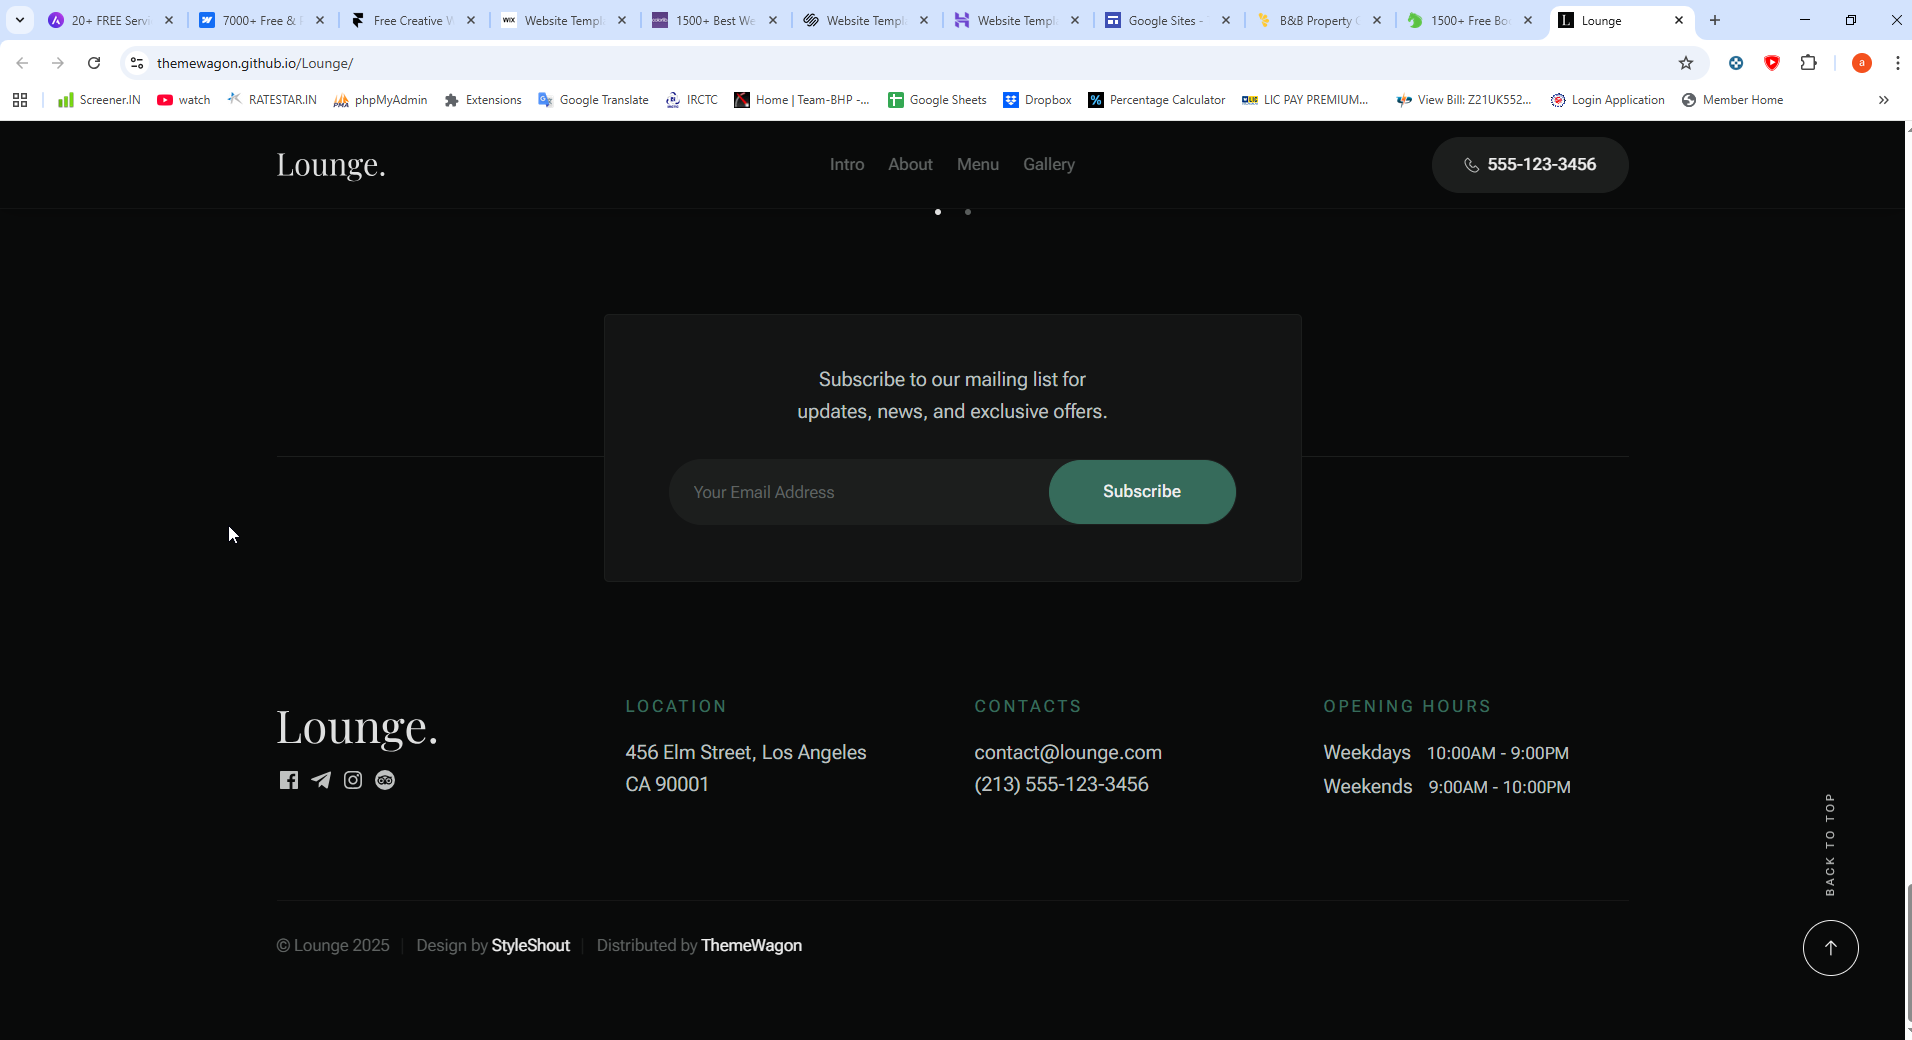 20+ FREE Servi
7000+ Free &
Free Creative W
WIX
Website Templ
1500+ Best We
Website Templ
Website Templ
Google Sites -
B&B Property
1500+ Free Bo
L
Lounge
themewagon.github.io/Lounge/
a
Screener.IN
watch
RATESTAR.IN
PMA
phpMyAdmin
Extensions
Google Translate
IRCTC
Home | Team-BHP -...
Google Sheets
Dropbox
%
Percentage Calculator
LIC PAY PREMIUM...
View Bill: Z21UK552...
Login Application
Member Home
Lounge.
Intro
About
Menu
Gallery
555-123-3456
Subscribe to our mailing list for
updates, news, and exclusive offers.
Your Email Address
Subscribe
Lounge.
LOCATION
456 Elm Street, Los Angeles
CA 90001
CONTACTS
contact@lounge.com
(213) 555-123-3456
OPENING HOURS
Weekdays 10:00AM - 9:00PM
Weekends 9:00AM - 10:00PM
BACK TO TOP
© Lounge 2025
Design by StyleShout
Distributed by ThemeWagon